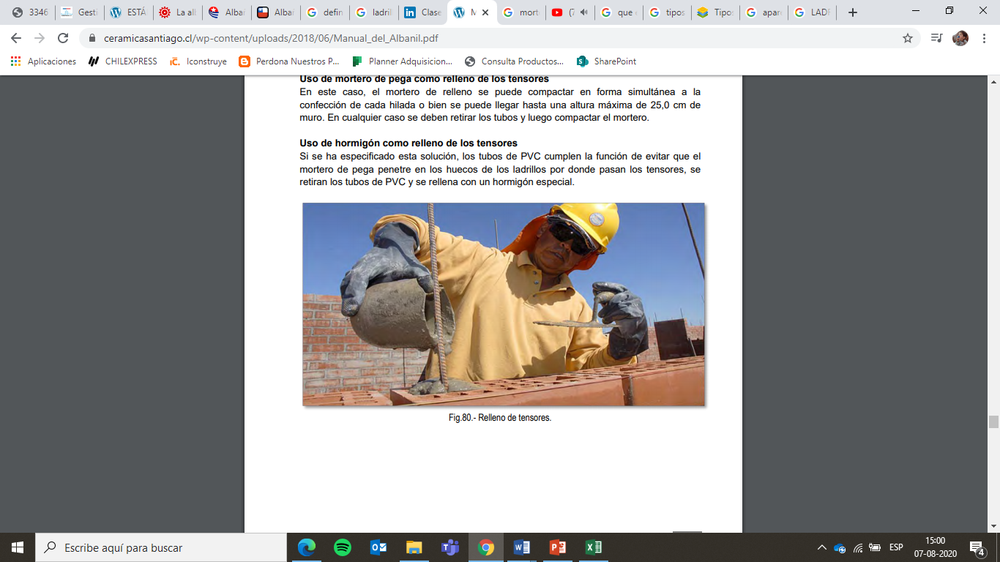 3346
Gesti
ESTÁ
La all
Albai
Albai
defin
ladrill
Clase
M
mort
(7
que
tipos
Tipo
apar
LADF
ceramicasantiago.cl/wp-content/uploads/2018/06/Manual_del_Albanil.pdf
Aplicaciones
CHILEXPRESS
Iconstruye
Perdona Nuestros P...
Planner Adquisicion...
Consulta Productos...
SharePoint
Uso de mortero de pega como relleno de los tensores
En este caso, el mortero de relleno se puede compactar en forma simultánea a la
confección de cada hilada o bien se puede llegar hasta una altura máxima de 25,0 cm de
muro. En cualquier caso se deben retirar los tubos y luego compactar el mortero.
Uso de hormigón como relleno de los tensores
Si se ha especificado esta solución, los tubos de PVC cumplen la función de evitar que el
mortero de pega penetre en los huecos de los ladrillos por donde pasan los tensores, se
retiran los tubos de PVC y se rellena con un hormigón especial.
Fig.80.- Relleno de tensores.
Escribe aquí para buscar
ESP
15:00
07-08-2020
4